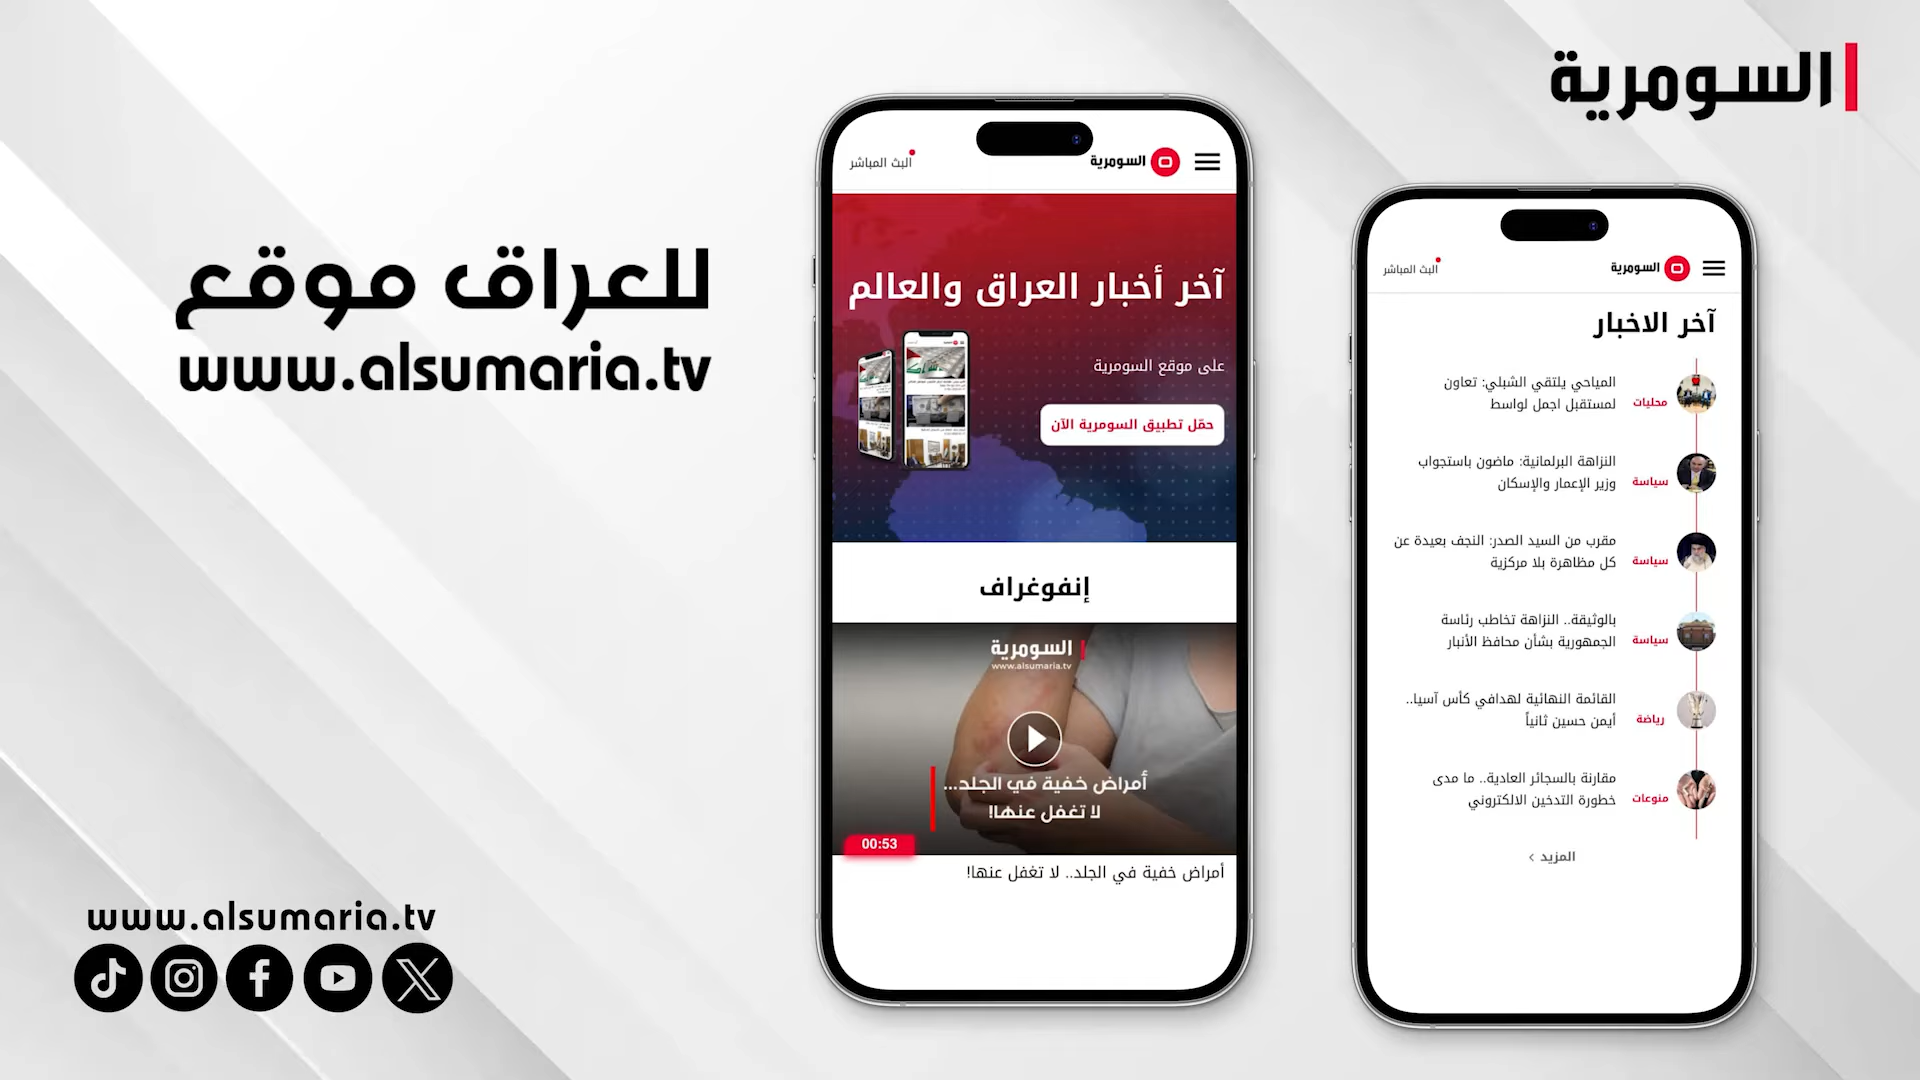 السومرية
للعراق موقع
www.alsumaria.tv
السومرية
البث المباشر
آخر أخبار العراق والعالم
على موقع السومرية
حمّل تطبيق السومرية الآن
إنفوغراف
السومرية
www.alsumaria.tv
أمراض خفية في الجلد...
لا تغفل عنها!
00:53
أمراض خفية في الجلد.. لا تغفل عنها!
السومرية
البث المباشر
آخر الاخبار
محليات
المياحي يلتقي الشبلي: تعاون
لمستقبل اجمل لواسط
سياسة
النزاهة البرلمانية: ماضون باستجواب
وزير الإعمار والإسكان
سياسة
مقرب من السيد الصدر: النجف بعيدة عن
كل مظاهرة بلا مركزية
سياسة
بالوثيقة.. النزاهة تخاطب رئاسة
الجمهورية بشأن محافظ الأنبار
رياضة
القائمة النهائية لهدافي كأس آسيا..
أيمن حسين ثانياً
منوعات
مقارنة بالسجائر العادية.. ما مدى
خطورة التدخين الالكتروني
المزيد
www.alsumaria.tv